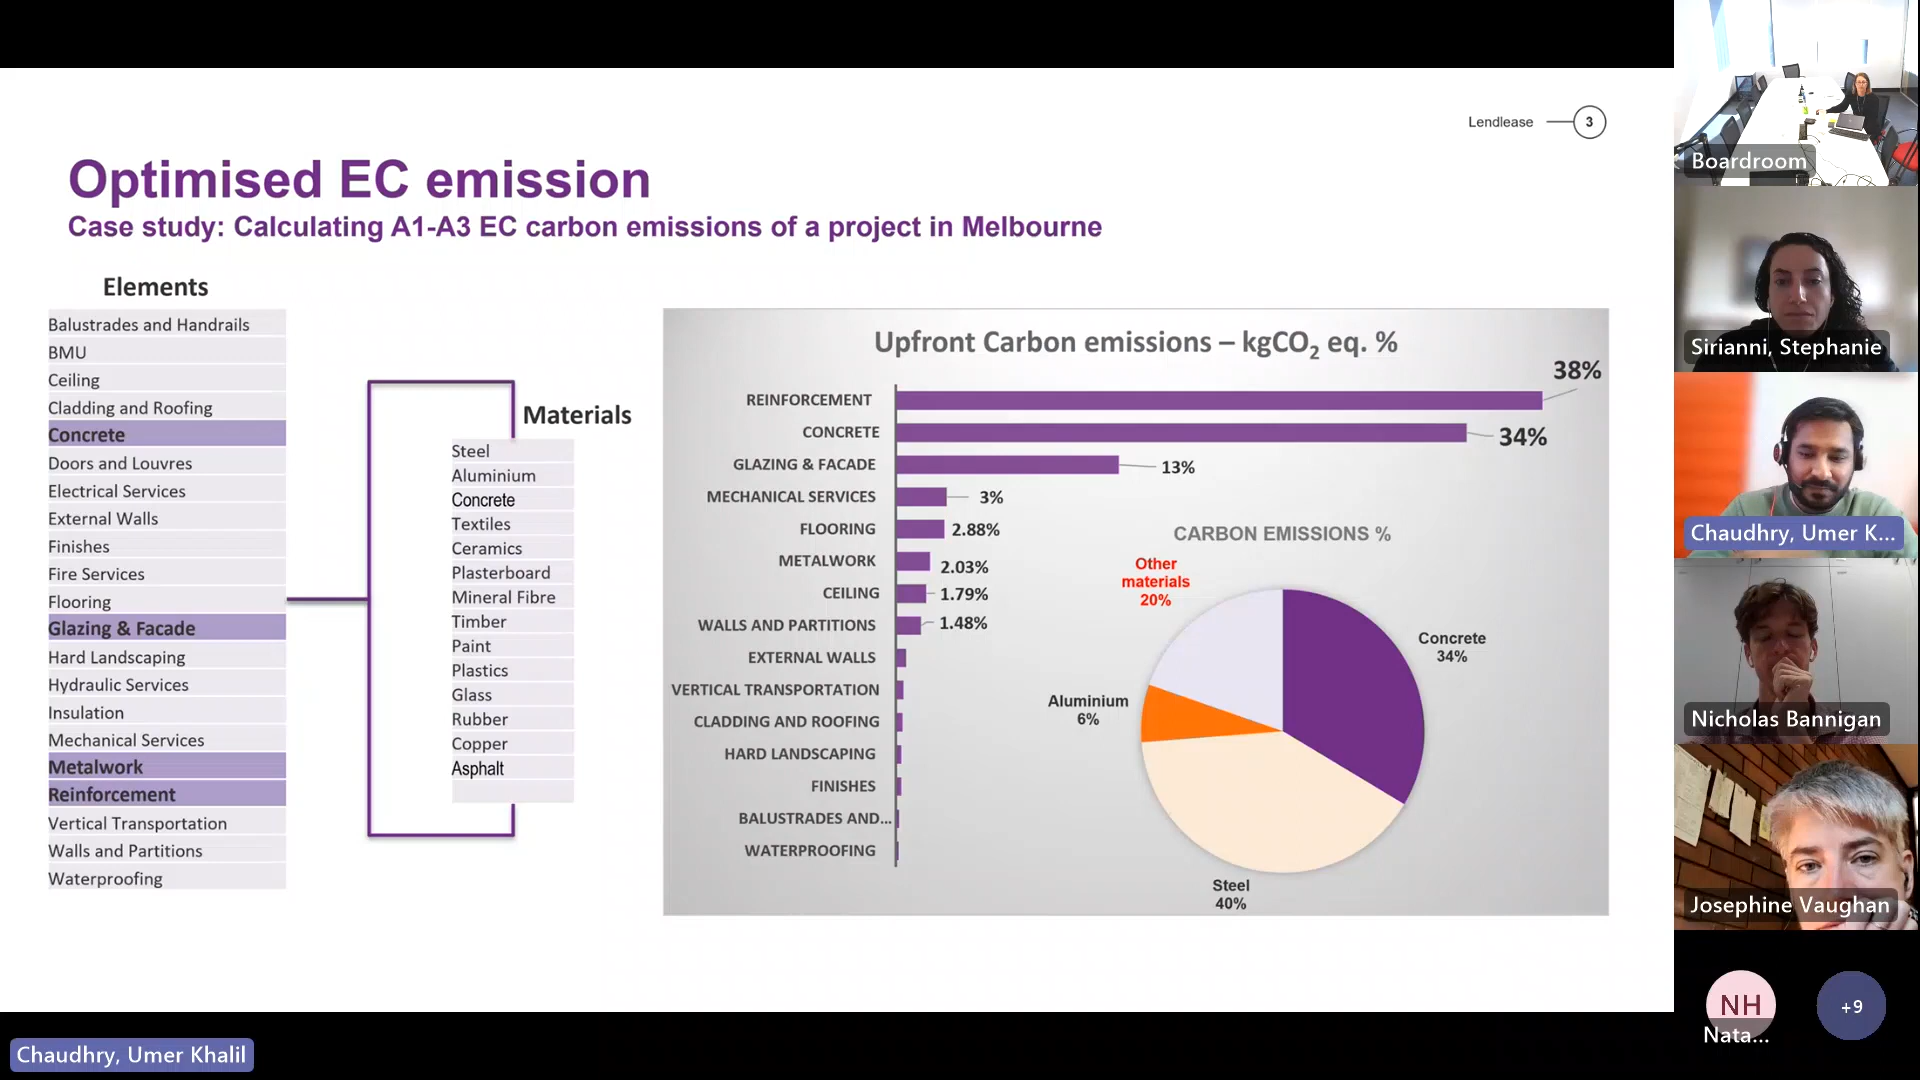 Lendlease
3
Optimised EC emission
Case study: Calculating A1-A3 EC carbon emissions of a project in Melbourne
Elements
Balustrades and Handrails
BMU
Ceiling
Cladding and Roofing
Concrete
Doors and Louvres
Electrical Services
External Walls
Finishes
Fire Services
Flooring
Glazing & Facade
Hard Landscaping
Hydraulic Services
Insulation
Mechanical Services
Metalwork
Reinforcement
Vertical Transportation
Walls and Partitions
Waterproofing
Materials
Steel
Aluminium
Concrete
Textiles
Ceramics
Plasterboard
Mineral Fibre
Timber
Paint
Plastics
Glass
Rubber
Copper
Asphalt
Upfront Carbon emissions – kgCO₂ eq. %
REINFORCEMENT 38%
CONCRETE 34%
GLAZING & FACADE 13%
MECHANICAL SERVICES 3%
FLOORING 2.88%
METALWORK 2.03%
CEILING 1.79%
WALLS AND PARTITIONS 1.48%
EXTERNAL WALLS
VERTICAL TRANSPORTATION
CLADDING AND ROOFING
HARD LANDSCAPING
FINISHES
BALUSTRADES AND...
WATERPROOFING
CARBON EMISSIONS %
Other
materials
20%
Concrete
34%
Aluminium
6%
Steel
40%
Boardroom
Sirianni, Stephanie
Chaudhry, Umer K...
Nicholas Bannigan
Josephine Vaughan
NH
Nata...
+9
Chaudhry, Umer Khalil